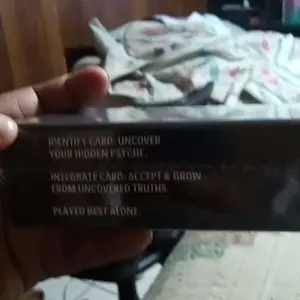 IDENTIFY CARD: UNCOVER
YOUR HIDDEN PSYCHE.
INTEGRATE CARD: ACCEPT & GROW
FROM UNCOVERED TRUTHS.
PLAYED BEST ALONE